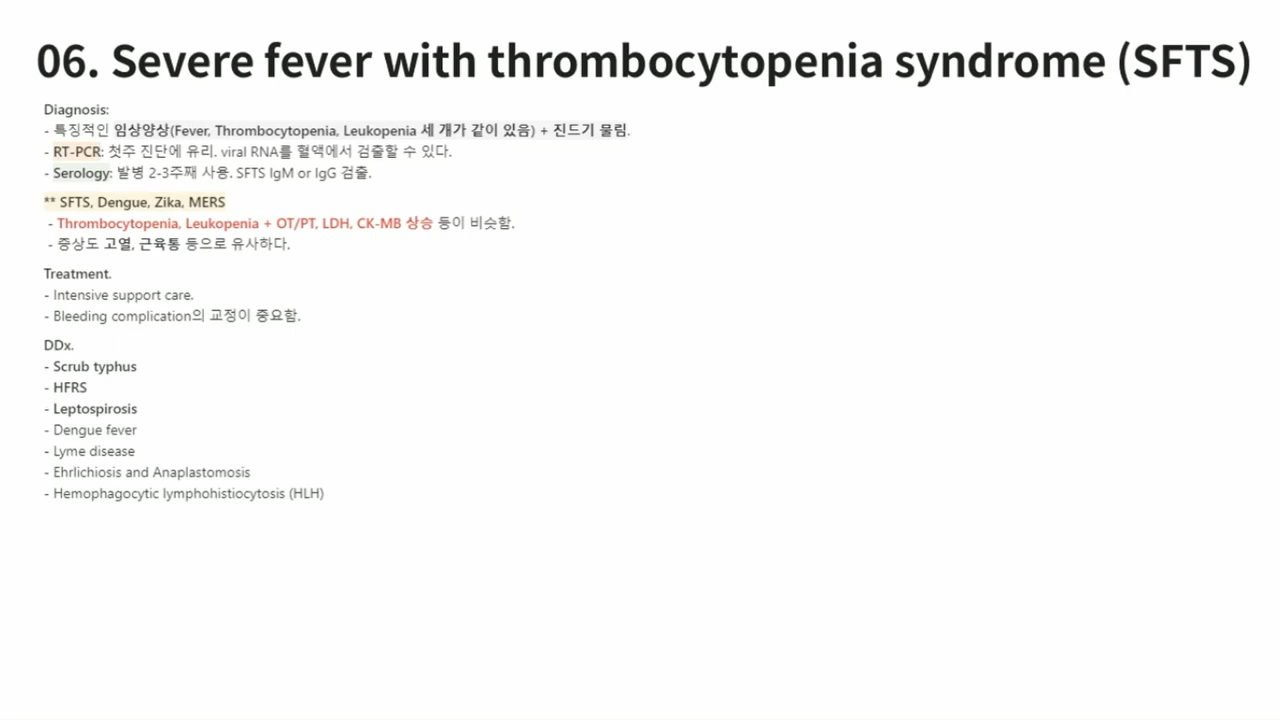 06. Severe fever with thrombocytopenia syndrome (SFTS)
Diagnosis:
- 특징적인 임상양상(Fever, Thrombocytopenia, Leukopenia 세 개가 같이 있음) + 진드기 물림.
- RT-PCR: 첫주 진단에 유리. viral RNA를 혈액에서 검출할 수 있다.
- Serology: 발병 2-3주째 사용. SFTS IgM or IgG 검출.
** SFTS, Dengue, Zika, MERS
- Thrombocytopenia, Leukopenia + OT/PT, LDH, CK-MB 상승 등이 비슷함.
- 증상도 고열, 근육통 등으로 유사하다.
Treatment.
- Intensive support care.
- Bleeding complication의 교정이 중요함.
DDx.
- Scrub typhus
- HFRS
- Leptospirosis
- Dengue fever
- Lyme disease
- Ehrlichiosis and Anaplastomosis
- Hemophagocytic lymphohistiocytosis (HLH)